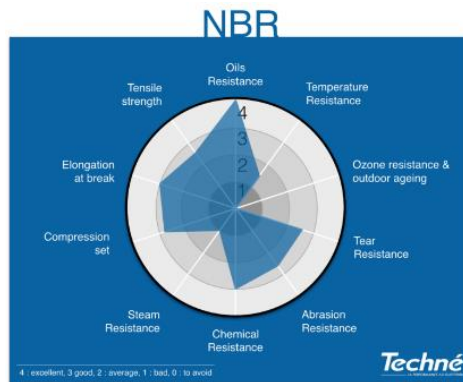 NBR
Oils
Resistance
Temperature
Resistance
Ozone resistance &
outdoor ageing
Tear
Resistance
Abrasion
Resistance
Chemical
Resistance
Steam
Resistance
Compression
set
Elongation
at break
Tensile
strength
4
3
2
1
4 : excellent, 3 good, 2 : average, 1 : bad, 0 : to avoid
Techné